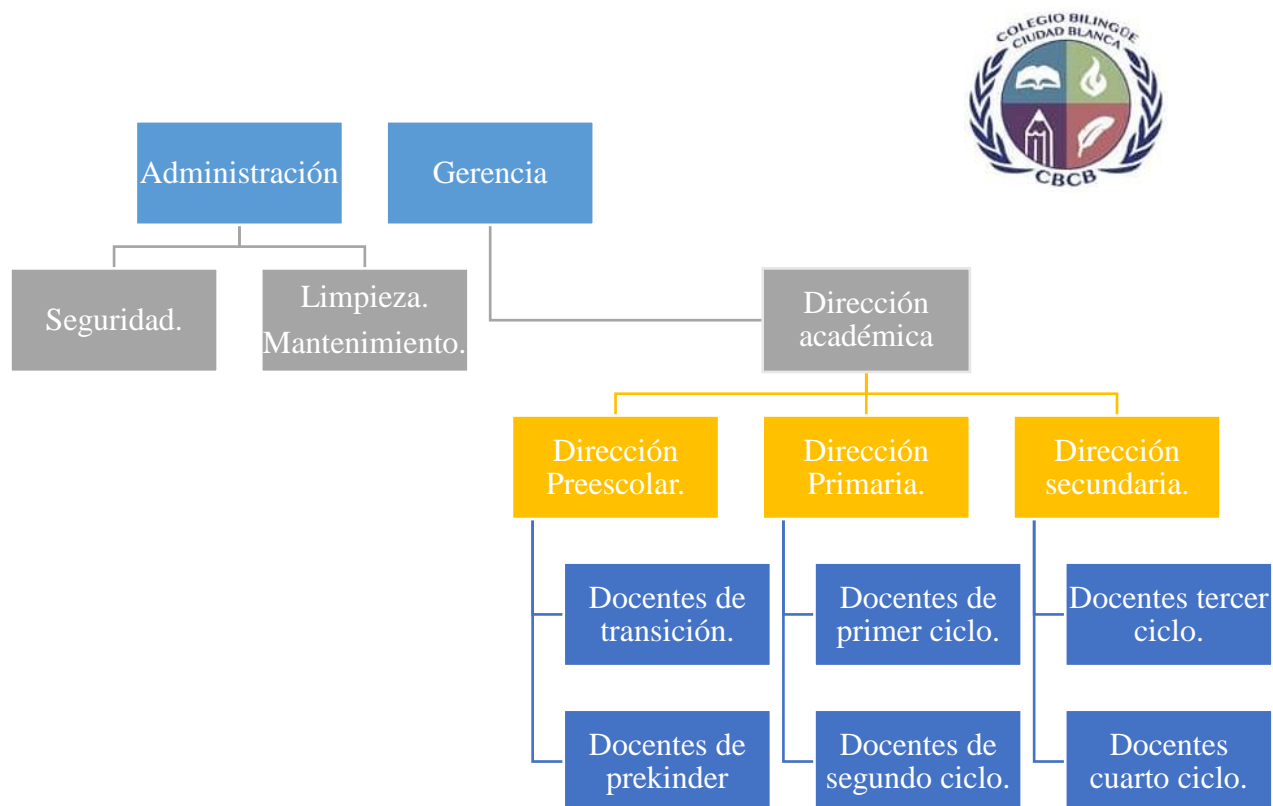 COLEGIO BILINGÜE
CIUDAD BLANCA
CBCB
Administración
Gerencia
Seguridad.
Limpieza.
Mantenimiento.
Dirección
académica
Dirección
Preescolar.
Dirección
Primaria.
Dirección
secundaria.
Docentes de
transición.
Docentes de
primer ciclo.
Docentes tercer
ciclo.
Docentes de
prekinder
Docentes de
segundo ciclo.
Docentes
cuarto ciclo.